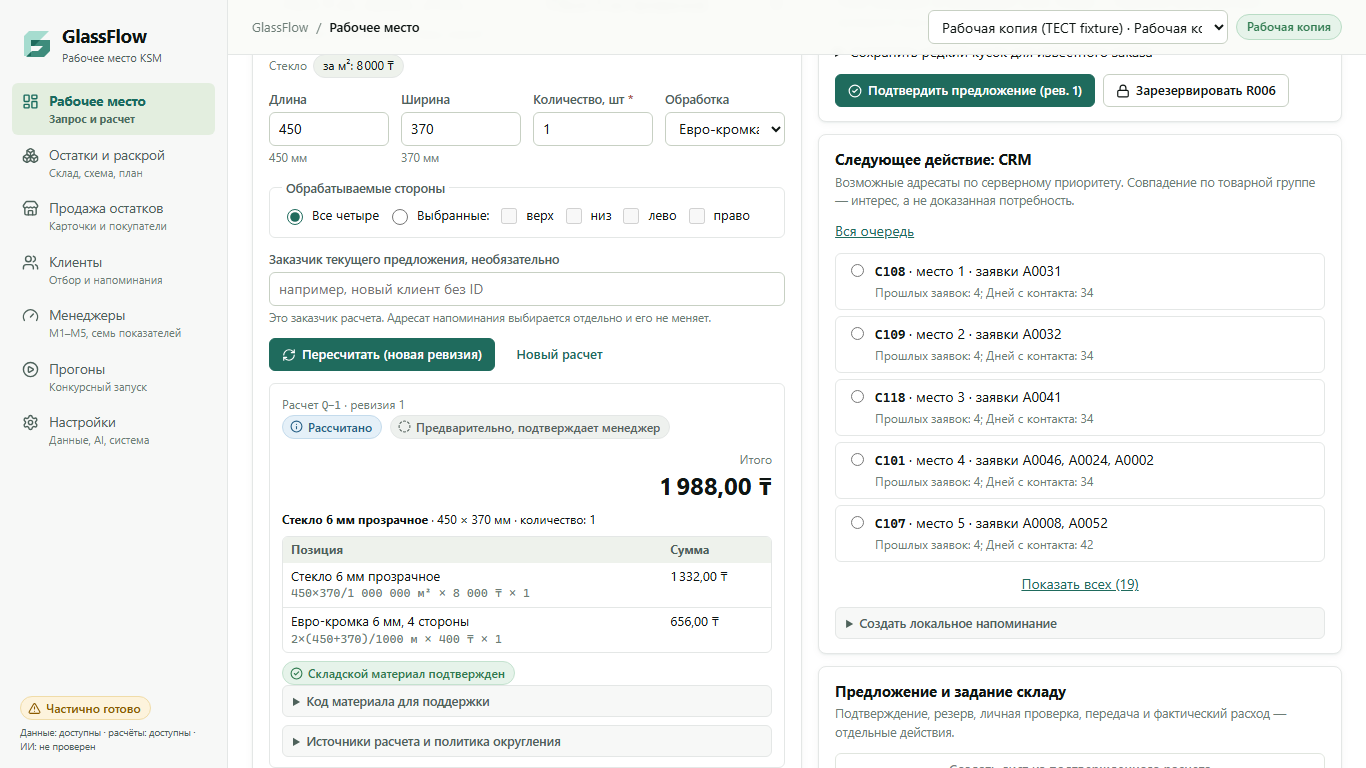 GlassFlow
Рабочее место KSM
Рабочее место
Запрос и расчет
Остатки и раскрой
Склад, схема, план
Продажа остатков
Карточки и покупатели
Клиенты
Отбор и напоминания
Менеджеры
M1–M5, семь показателей
Прогоны
Конкурсный запуск
Настройки
Данные, AI, система
Частично готово
Данные: доступны · расчёты: доступны ·
ИИ: не проверен
GlassFlow / Рабочее место
Рабочая копия (ТЕСТ fixture) · Рабочая кс
Рабочая копия
Стекло за м²: 8 000 ₸
Длина Ширина Количество, шт * Обработка
450 370 1 Евро-кромка
450 мм 370 мм
Обрабатываемые стороны
Все четыре Выбранные: верх низ лево право
Заказчик текущего предложения, необязательно
например, новый клиент без ID
Это заказчик расчета. Адресат напоминания выбирается отдельно и его не меняет.
Пересчитать (новая ревизия) Новый расчет
Расчет Q–1 · ревизия 1
Рассчитано Предварительно, подтверждает менеджер
Итого
1 988,00 ₸
Стекло 6 мм прозрачное · 450 × 370 мм · количество: 1
Позиция Сумма
Стекло 6 мм прозрачное 1 332,00 ₸
450×370/1 000 000 м² × 8 000 ₸ × 1
Евро-кромка 6 мм, 4 стороны 656,00 ₸
2×(450+370)/1000 м × 400 ₸ × 1
Складской материал подтвержден
Код материала для поддержки
Источники расчета и политика округления
Подтвердить предложение (рев. 1) Зарезервировать R006
Следующее действие: CRM
Возможные адресаты по серверному приоритету. Совпадение по товарной группе
— интерес, а не доказанная потребность.
Вся очередь
C108 · место 1 · заявки A0031
Прошлых заявок: 4; Дней с контакта: 34
C109 · место 2 · заявки A0032
Прошлых заявок: 4; Дней с контакта: 34
C118 · место 3 · заявки A0041
Прошлых заявок: 4; Дней с контакта: 34
C101 · место 4 · заявки A0046, A0024, A0002
Прошлых заявок: 4; Дней с контакта: 34
C107 · место 5 · заявки A0008, A0052
Прошлых заявок: 4; Дней с контакта: 42
Показать всех (19)
Создать локальное напоминание
Предложение и задание складу
Подтверждение, резерв, личная проверка, передача и фактический расход —
отдельные действия.